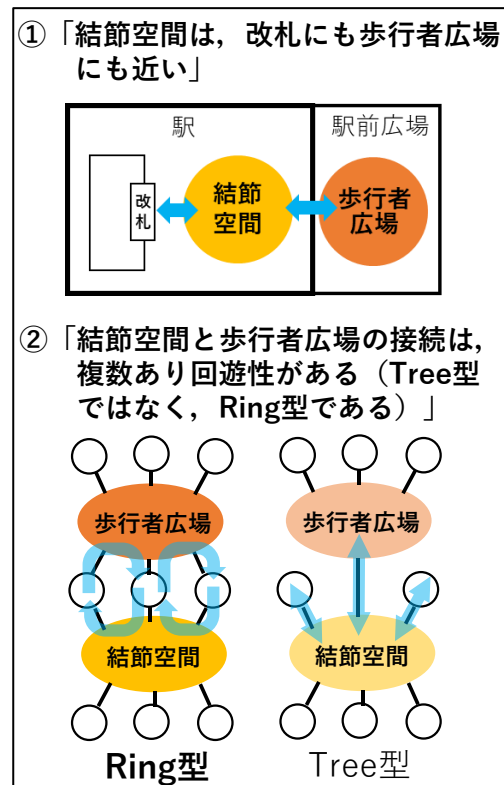 ①「結節空間は，改札にも歩行者広場
にも近い」
駅
駅前広場
改札
結節
空間
歩行者
広場
②「結節空間と歩行者広場の接続は，
複数あり回遊性がある（Tree型
ではなく，Ring型である）」
歩行者広場
歩行者広場
結節空間
結節空間
Ring型
Tree型